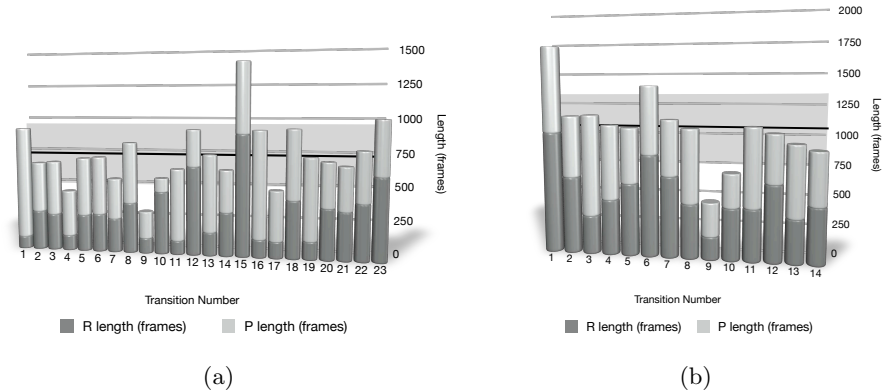 1500
1250
1000
750
500
250
0
Length (frames)
1 2 3 4 5 6 7 8 9 10 11 12 13 14 15 16 17 18 19 20 21 22 23
Transition Number
R length (frames) P length (frames)
(a)
2000
1750
1500
1250
1000
750
500
250
0
Length (frames)
1 2 3 4 5 6 7 8 9 10 11 12 13 14
Transition Number
R length (frames) P length (frames)
(b)